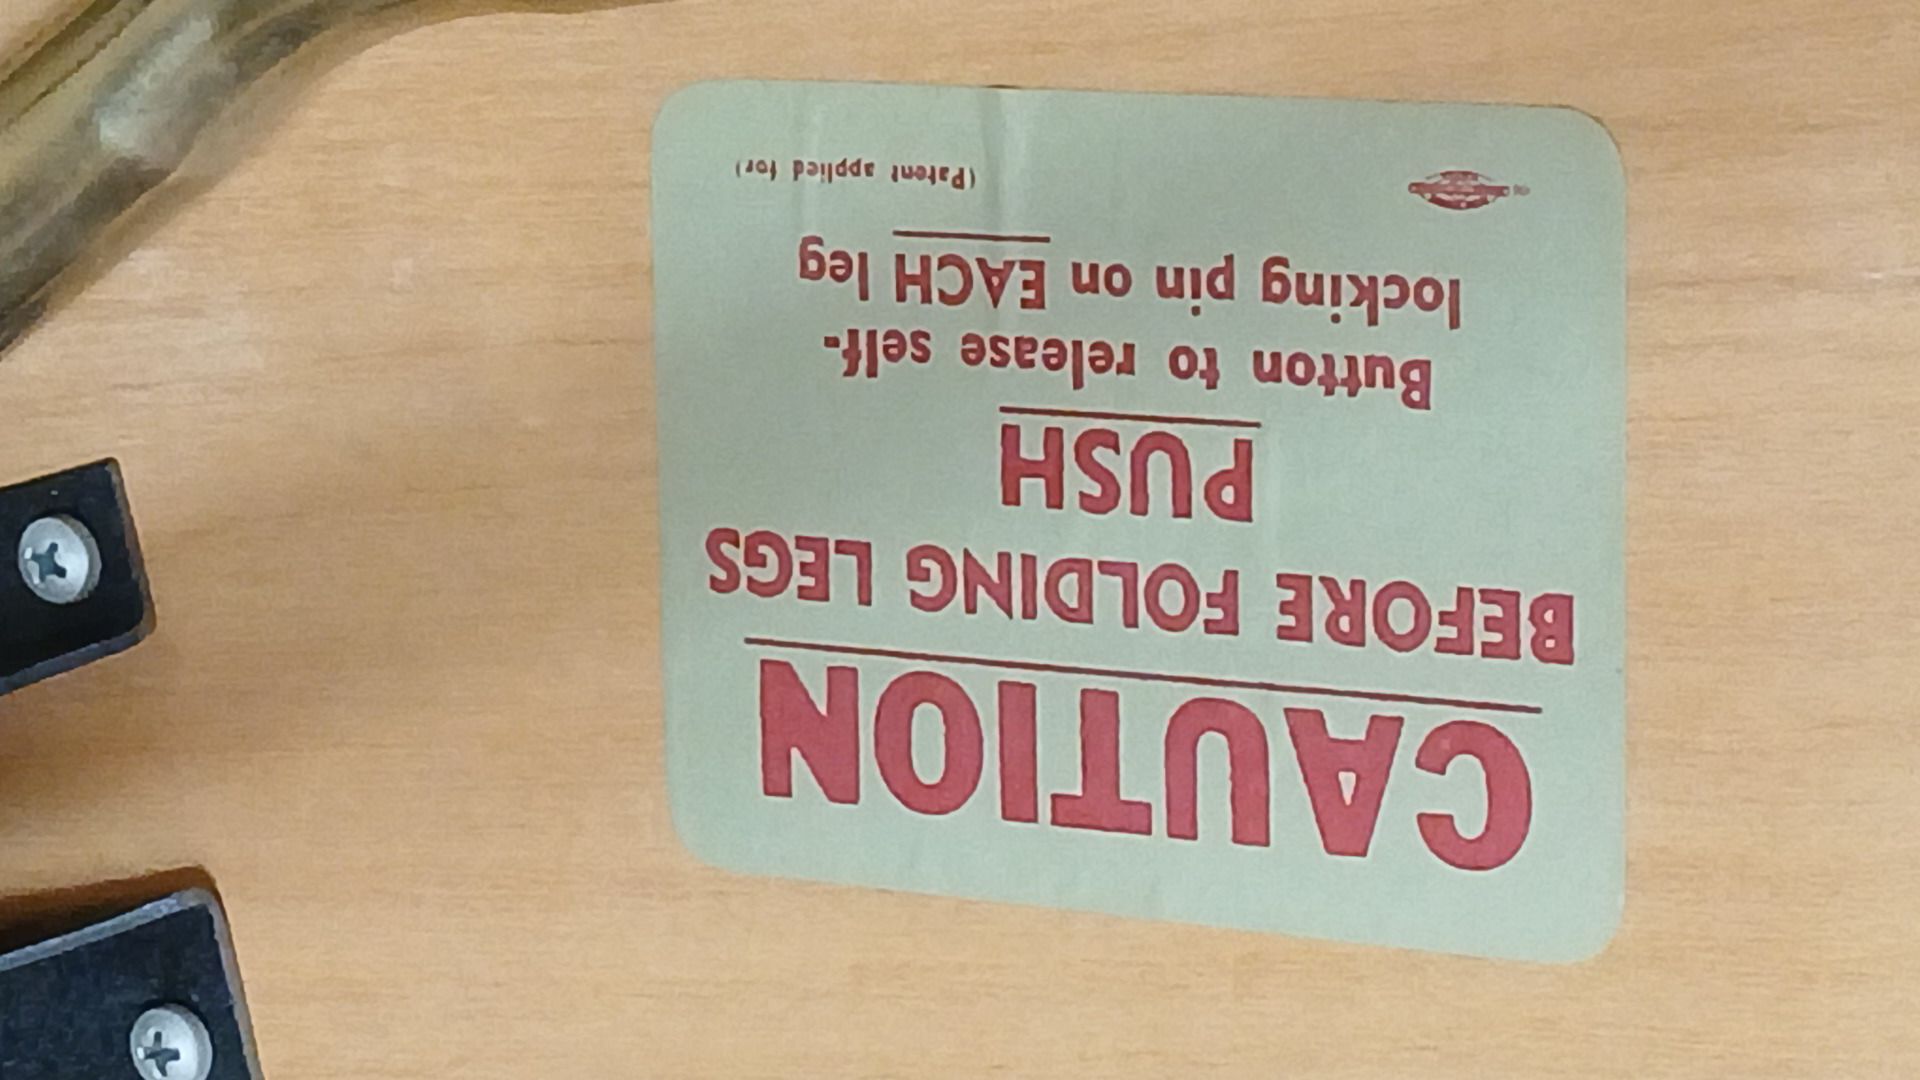 CAUTION
BEFORE FOLDING LEGS
PUSH
Button to release self-
locking pin on EACH leg
(Patent applied for)